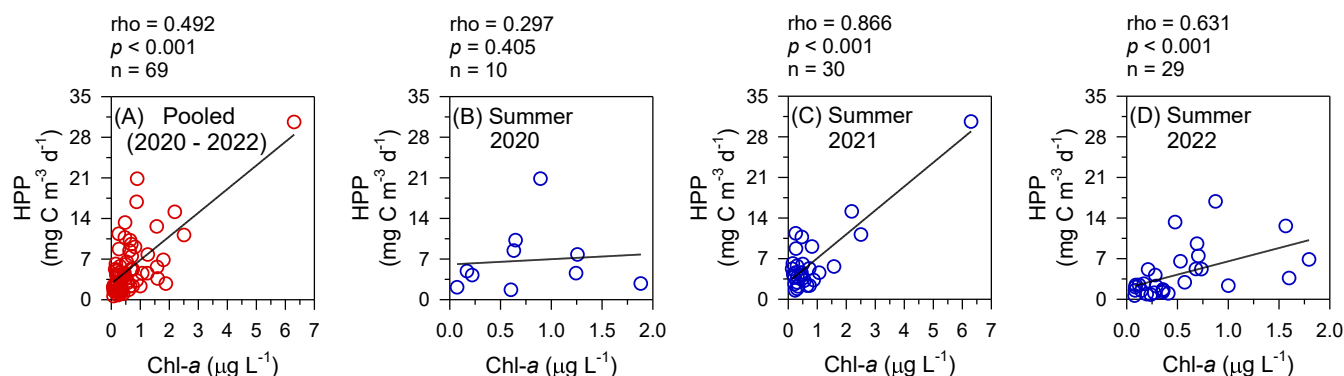 rho = 0.492
p < 0.001
n = 69
(A) Pooled
(2020 - 2022)
HPP
(mg C m⁻³ d⁻¹)
35
28
21
14
7
0
0 1 2 3 4 5 6 7
Chl-a (µg L⁻¹)
rho = 0.297
p = 0.405
n = 10
(B) Summer
2020
HPP
(mg C m⁻³ d⁻¹)
35
28
21
14
7
0
0.0 0.5 1.0 1.5 2.0
Chl-a (µg L⁻¹)
rho = 0.866
p < 0.001
n = 30
(C) Summer
2021
HPP
(mg C m⁻³ d⁻¹)
35
28
21
14
7
0
0 1 2 3 4 5 6 7
Chl-a (µg L⁻¹)
rho = 0.631
p < 0.001
n = 29
(D) Summer
2022
HPP
(mg C m⁻³ d⁻¹)
35
28
21
14
7
0
0.0 0.5 1.0 1.5 2.0
Chl-a (µg L⁻¹)